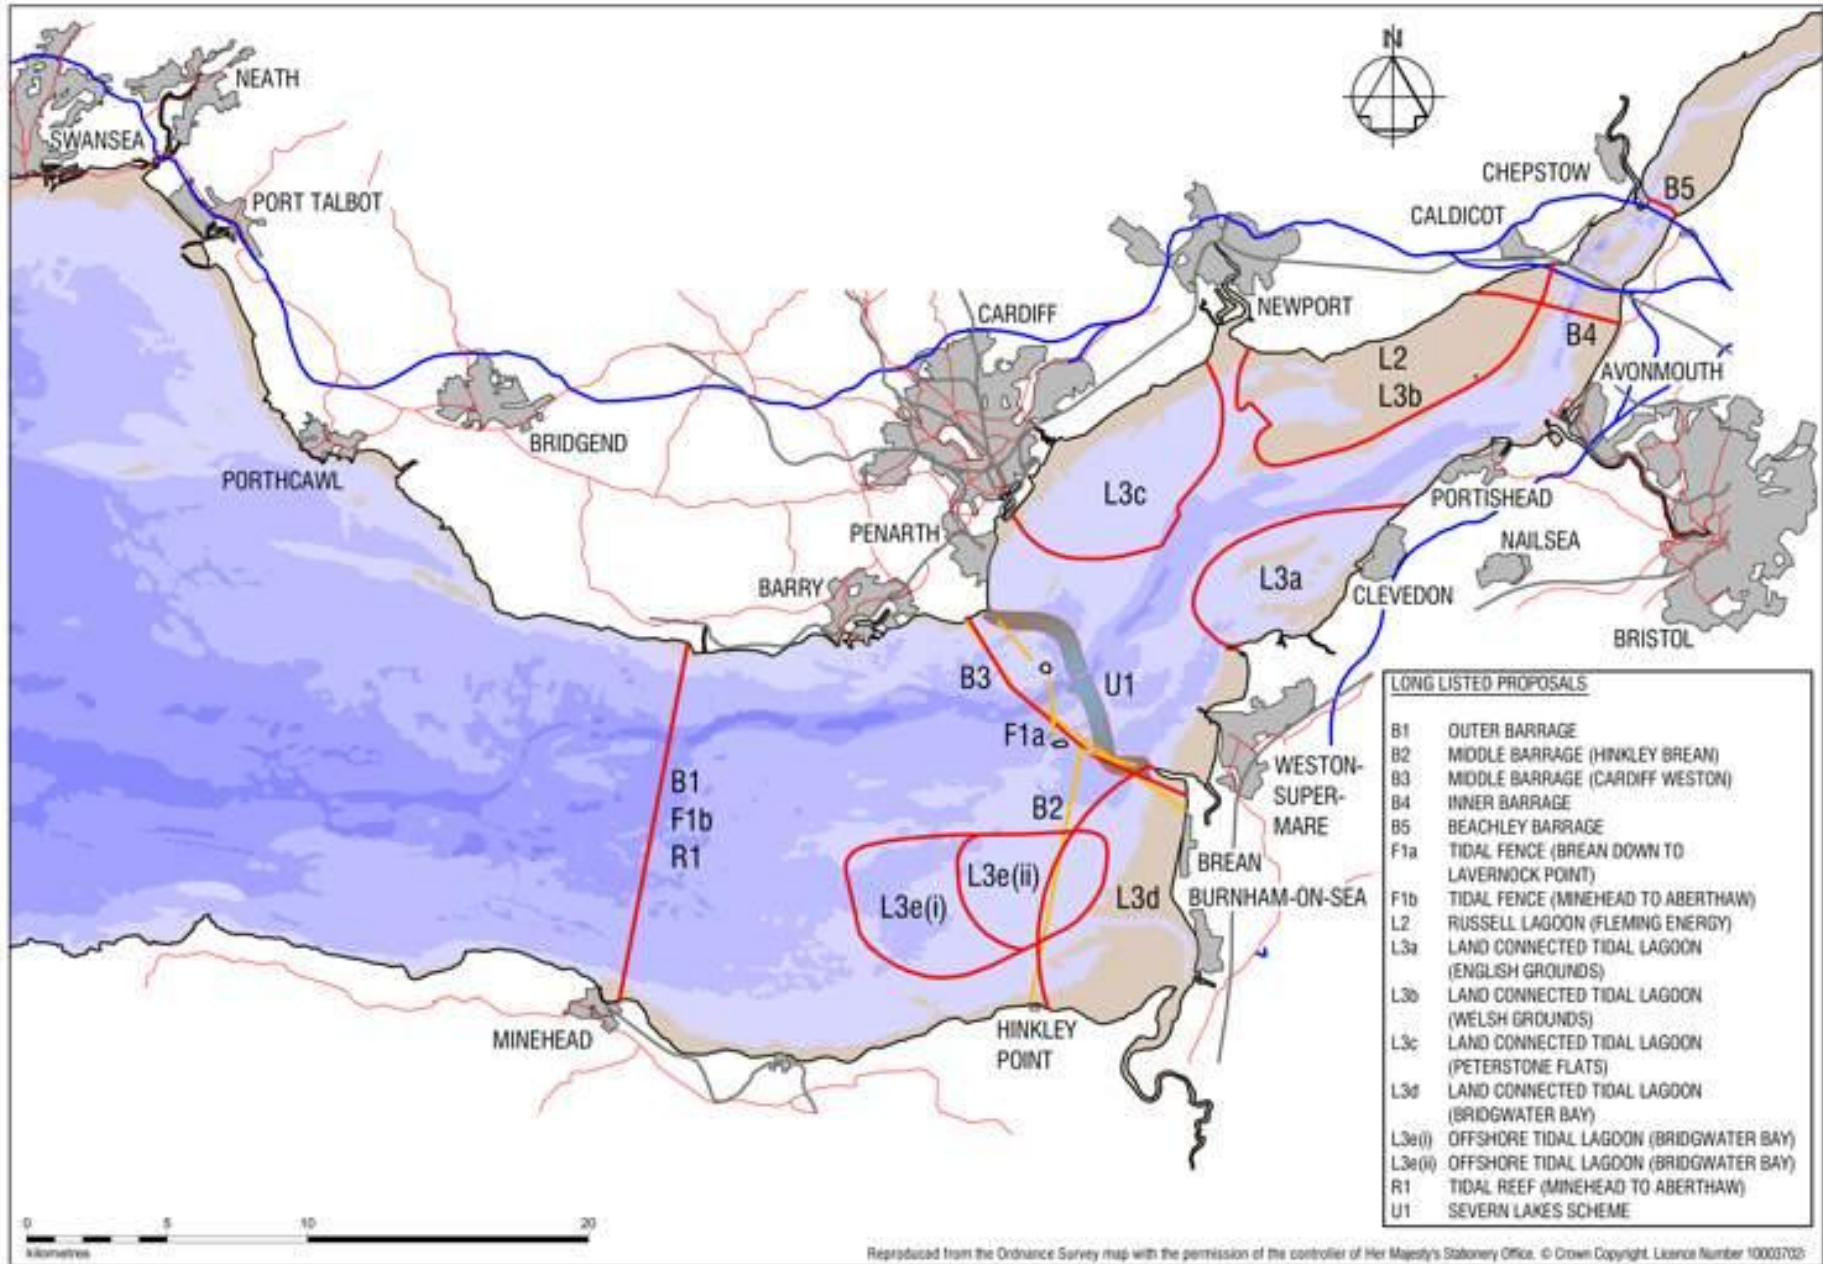 N
NEATH
SWANSEA
PORT TALBOT
CHEPSTOW
B5
CALDICOT
CARDIFF
NEWPORT
B4
L2
L3b
AVONMOUTH
BRIDGEND
PORTHCAWL
L3c
PORTISHEAD
PENARTH
NAILSEA
L3a
BARRY
CLEVEDON
BRISTOL
B3
U1
F1a
WESTON-
SUPER-
MARE
B1
F1b
R1
B2
BREAN
L3e(i)
L3e(ii)
L3d
BURNHAM-ON-SEA
MINEHEAD
HINKLEY
POINT
LONG LISTED PROPOSALS
B1 OUTER BARRAGE
B2 MIDDLE BARRAGE (HINKLEY BREAN)
B3 MIDDLE BARRAGE (CARDIFF WESTON)
B4 INNER BARRAGE
B5 BEACHLEY BARRAGE
F1a TIDAL FENCE (BREAN DOWN TO
LAVERNOCK POINT)
F1b TIDAL FENCE (MINEHEAD TO ABERTHAW)
L2 RUSSELL LAGOON (FLEMING ENERGY)
L3a LAND CONNECTED TIDAL LAGOON
(ENGLISH GROUNDS)
L3b LAND CONNECTED TIDAL LAGOON
(WELSH GROUNDS)
L3c LAND CONNECTED TIDAL LAGOON
(PETERSTONE FLATS)
L3d LAND CONNECTED TIDAL LAGOON
(BRIDGWATER BAY)
L3e(i) OFFSHORE TIDAL LAGOON (BRIDGWATER BAY)
L3e(ii) OFFSHORE TIDAL LAGOON (BRIDGWATER BAY)
R1 TIDAL REEF (MINEHEAD TO ABERTHAW)
U1 SEVERN LAKES SCHEME
0 5 10 20
kilometres
Reproduced from the Ordnance Survey map with the permission of the controller of Her Majesty's Stationery Office. © Crown Copyright. Licence Number